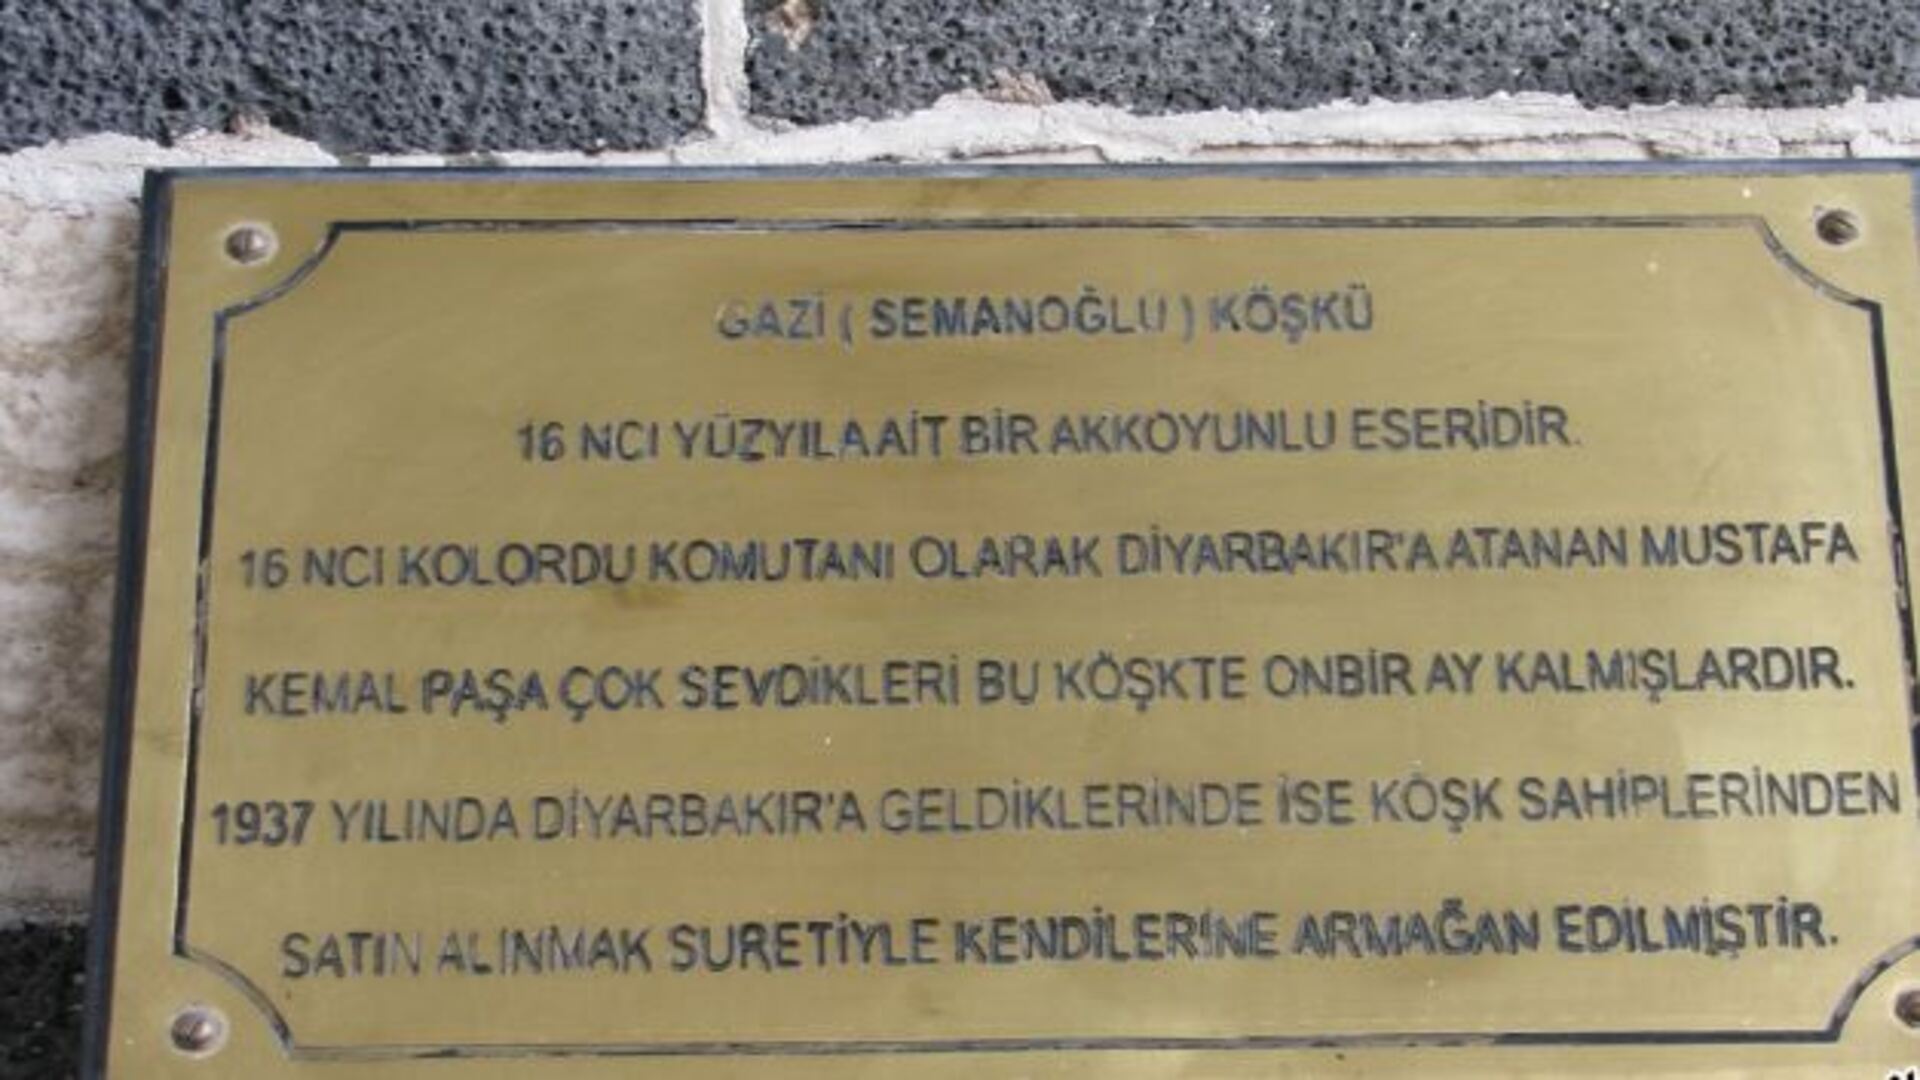 GAZİ ( SEMANOĞLU ) KÖŞKÜ
16 NCI YÜZYILA AİT BİR AKKOYUNLU ESERİDİR.
16 NCI KOLORDU KOMUTANI OLARAK DİYARBAKIR'A ATANAN MUSTAFA
KEMAL PAŞA ÇOK SEVDİKLERİ BU KÖŞKTE ONBİR AY KALMIŞLARDIR.
1937 YILINDA DİYARBAKIR'A GELDİKLERİNDE İSE KÖŞK SAHİPLERİNDEN
SATIN ALINMAK SURETİYLE KENDİLERİNE ARMAĞAN EDİLMİŞTİR.